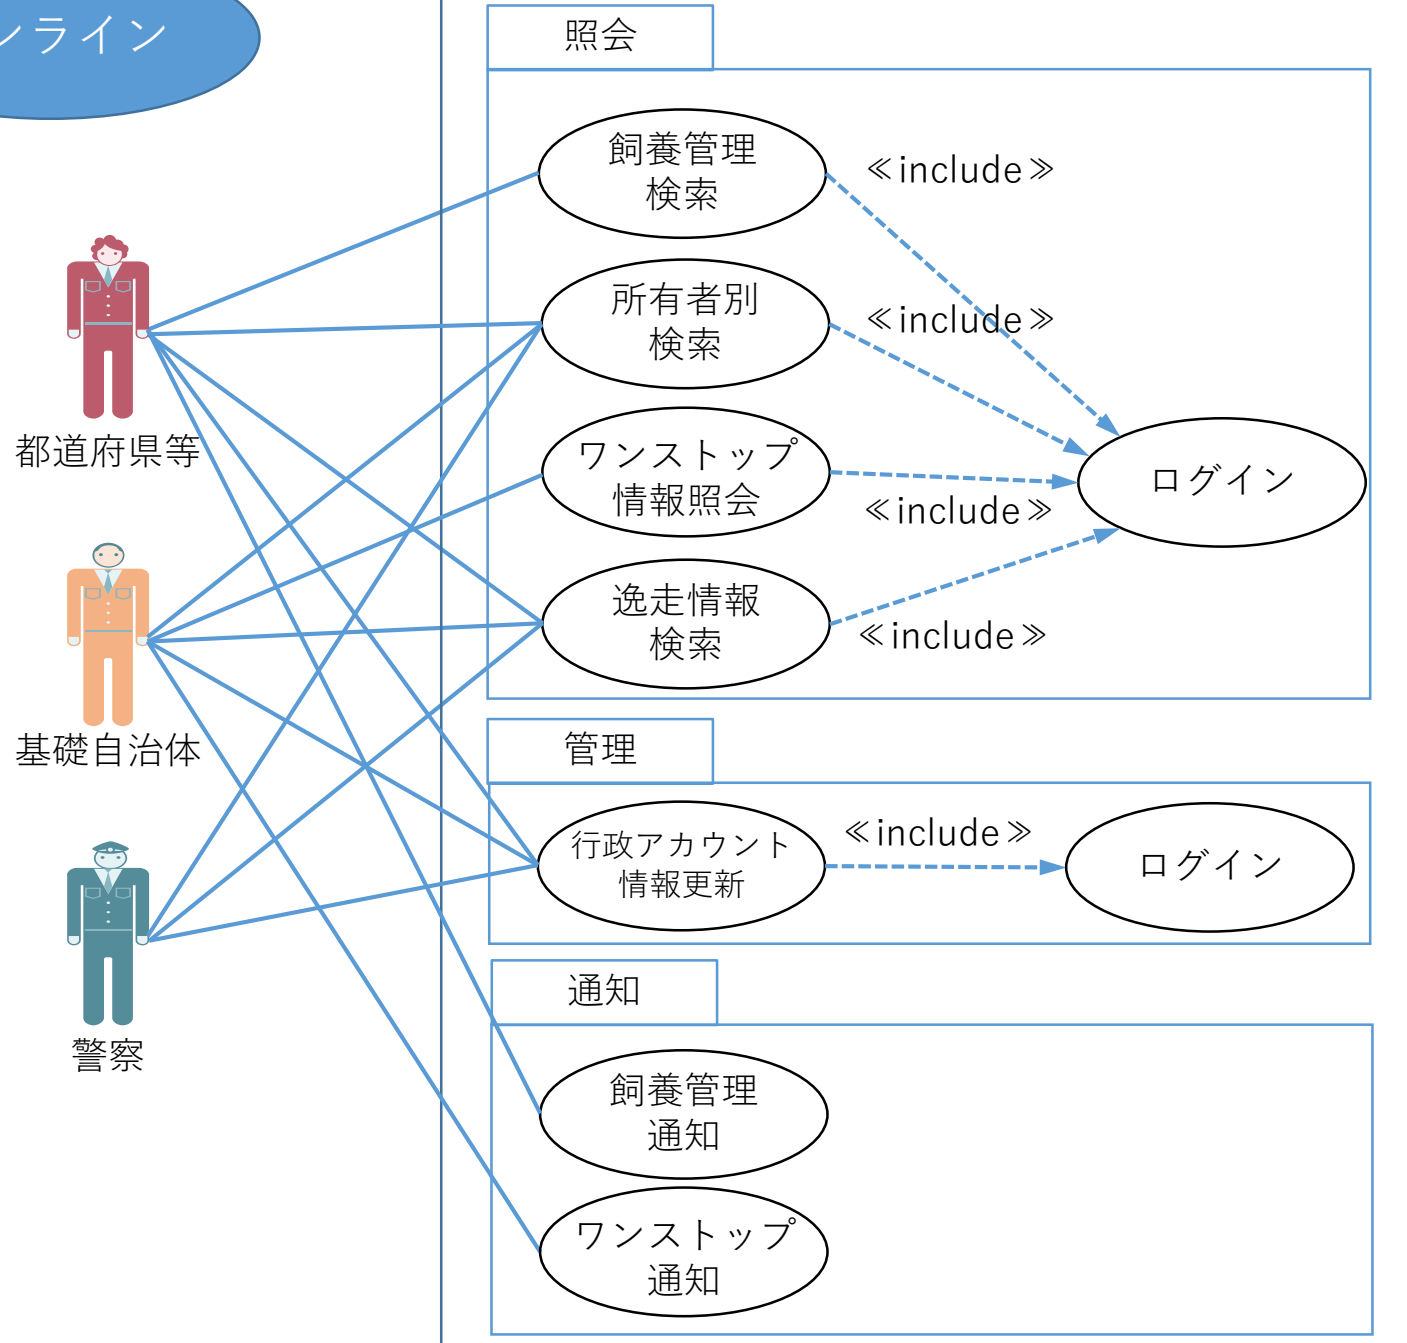 ンライン
照会
飼養管理
検索
≪include≫
所有者別
検索
≪include≫
都道府県等
ワンストップ
情報照会
≪include≫
ログイン
逸走情報
検索
≪include≫
基礎自治体
管理
行政アカウント
情報更新
≪include≫
ログイン
警察
通知
飼養管理
通知
ワンストップ
通知